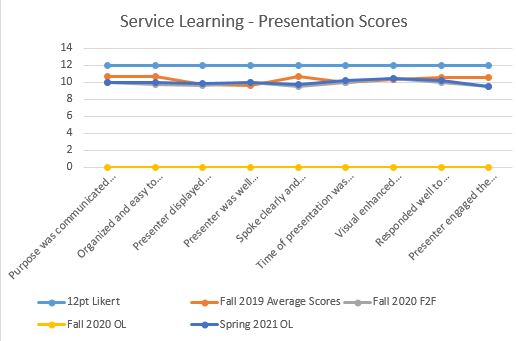 Service Learning - Presentation Scores
14
12
10
8
6
4
2
0
Purpose was communicated...
Organized and easy to...
Presenter displayed...
Presenter was well...
Spoke clearly and...
Time of presentation was...
Visual enhanced...
Responded well to...
Presenter engaged the...
12pt Likert
Fall 2019 Average Scores
Fall 2020 F2F
Fall 2020 OL
Spring 2021 OL